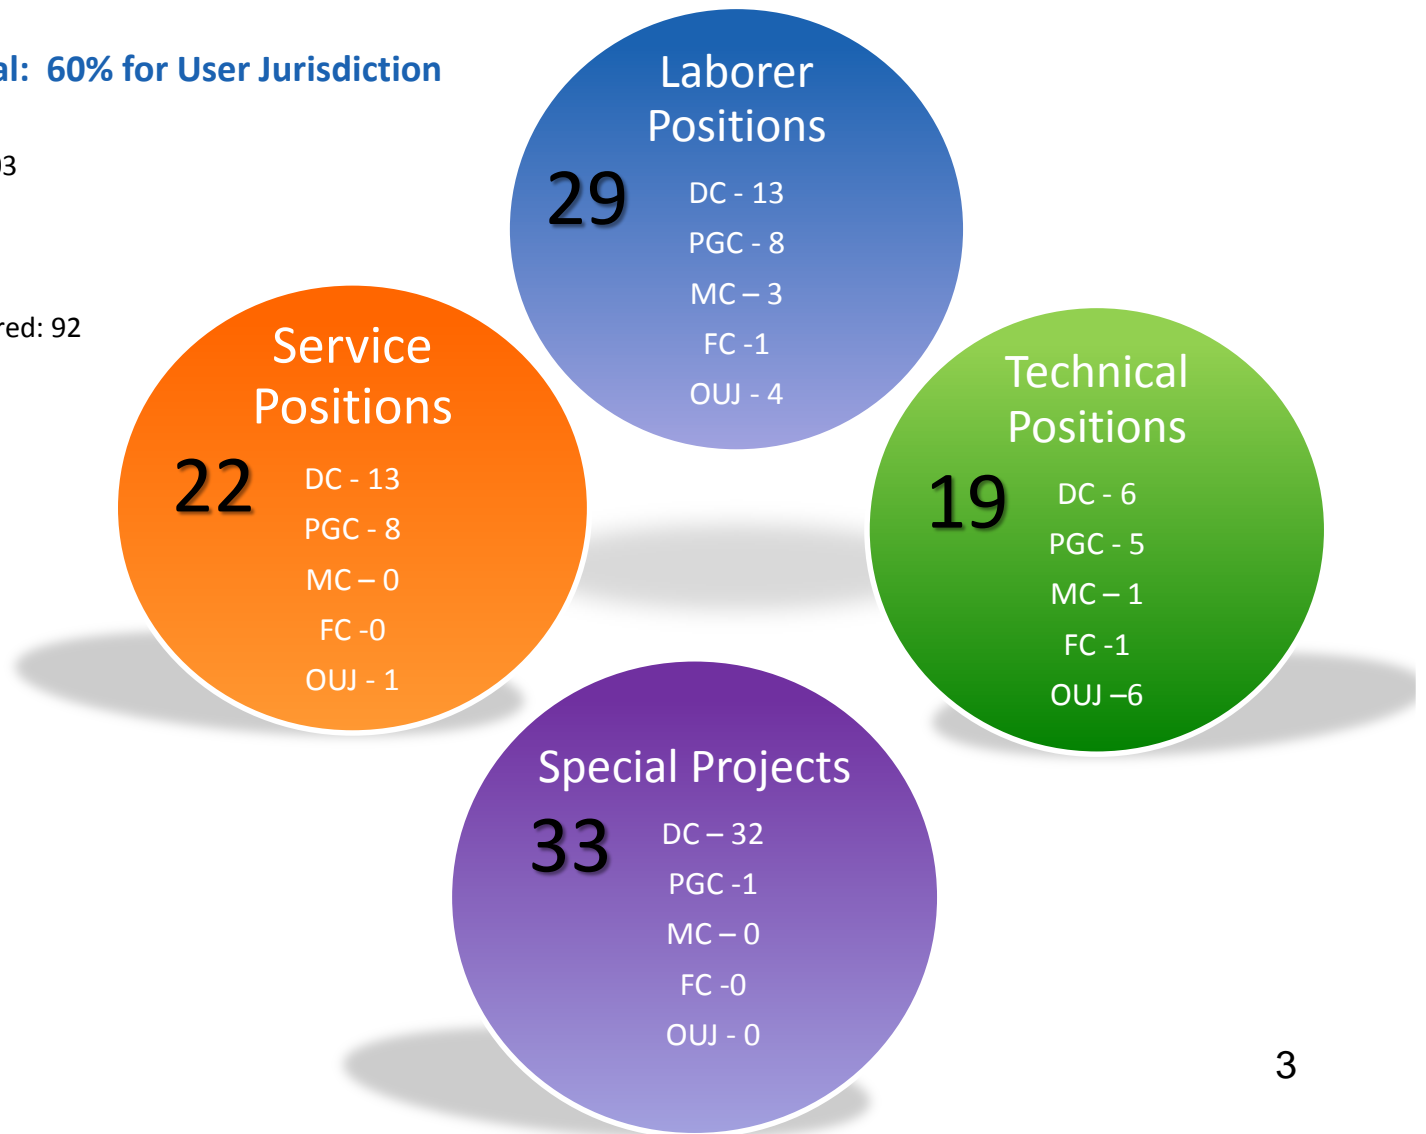 60% for User Jurisdiction
92
Laborer
Positions
29
DC - 13
PGC - 8
MC – 3
FC -1
OUJ - 4
Service
Positions
22
DC - 13
PGC - 8
MC – 0
FC -0
OUJ - 1
Technical
Positions
19
DC - 6
PGC - 5
MC – 1
FC -1
OUJ –6
Special Projects
33
DC – 32
PGC -1
MC – 0
FC -0
OUJ - 0
3